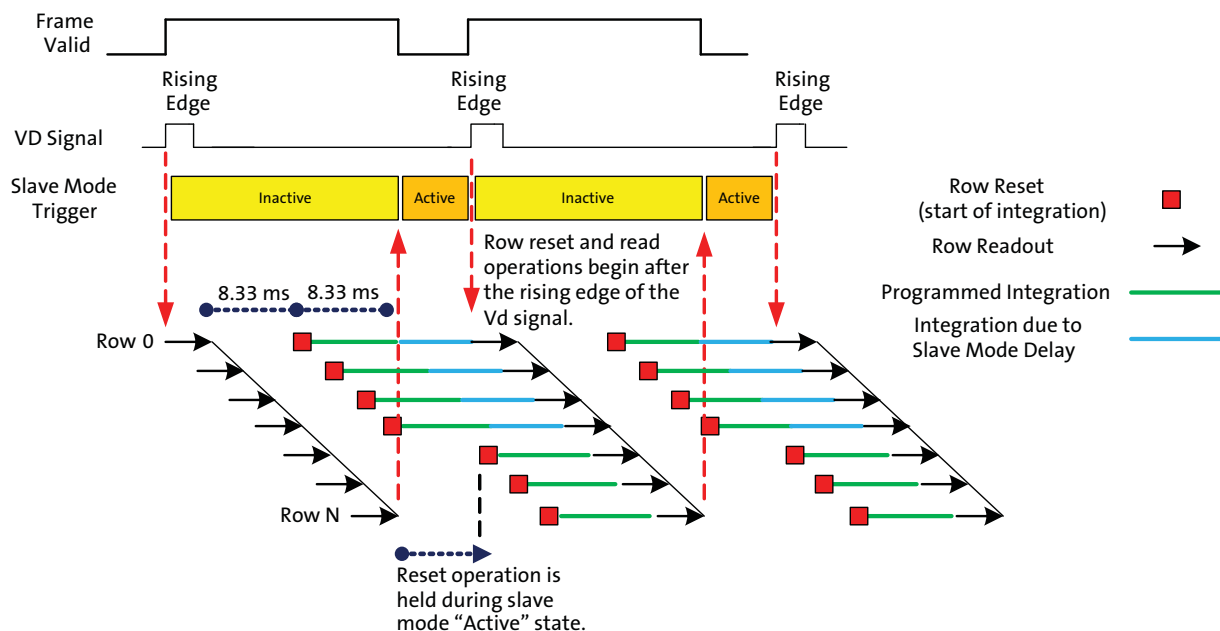 Frame
Valid
Rising
Edge
Rising
Edge
Rising
Edge
VD Signal
Slave Mode
Trigger
Inactive
Active
Inactive
Active
Row reset and read
operations begin after
the rising edge of the
Vd signal.
8.33 ms
8.33 ms
Row 0
Row N
Reset operation is
held during slave
mode “Active” state.
Row Reset
(start of integration)
Row Readout
Programmed Integration
Integration due to
Slave Mode Delay